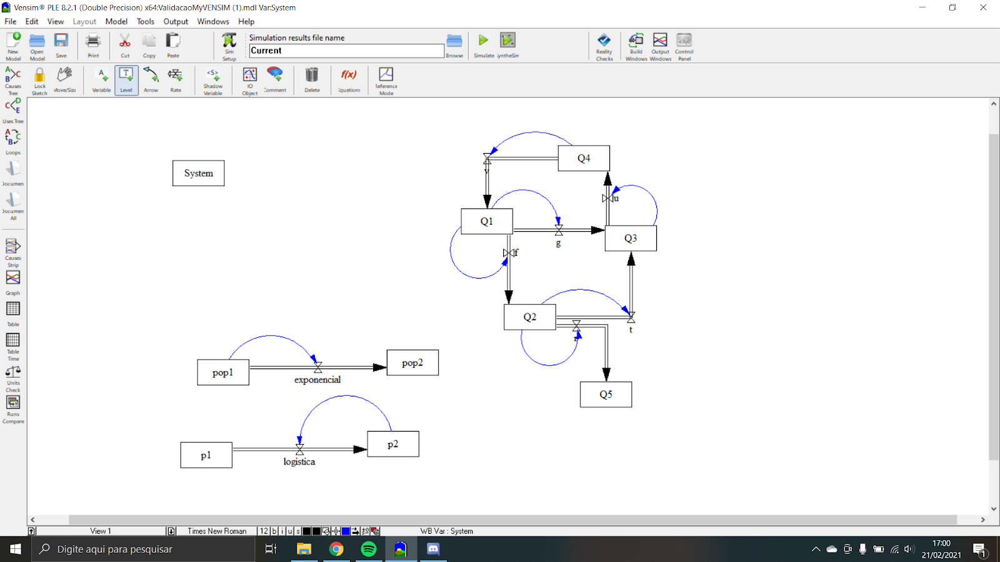 Vensim® PLE 8.2.1 (Double Precision) x64:ValidacaoMyVENSIM (1).mdl Var:System
File Edit View Layout Model Tools Output Windows Help
Simulation results file name
Current
New Model
Open Model
Save
Print
Cut
Copy
Paste
Sim Setup
Browse
Simulate
yntheSim
Reality Checks
Build Windows
Output Windows
Control Panel
Causes Tree
Lock Sketch
Move/Size
Variable
Level
Arrow
Rate
Shadow Variable
IO Object
Comment
Delete
Equations
Reference Mode
Uses Tree
Loops
Documen
Documen All
Causes Strip
Graph
Table
Table Time
Units Check
Runs Compare
System
Q4
v
u
Q1
Q3
g
f
Q2
t
r
Q5
pop1
pop2
exponencial
p1
p2
logistica
View 1
Times New Roman
12 b i u s
WB Var : System
Digite aqui para pesquisar
17:00
21/02/2021
1